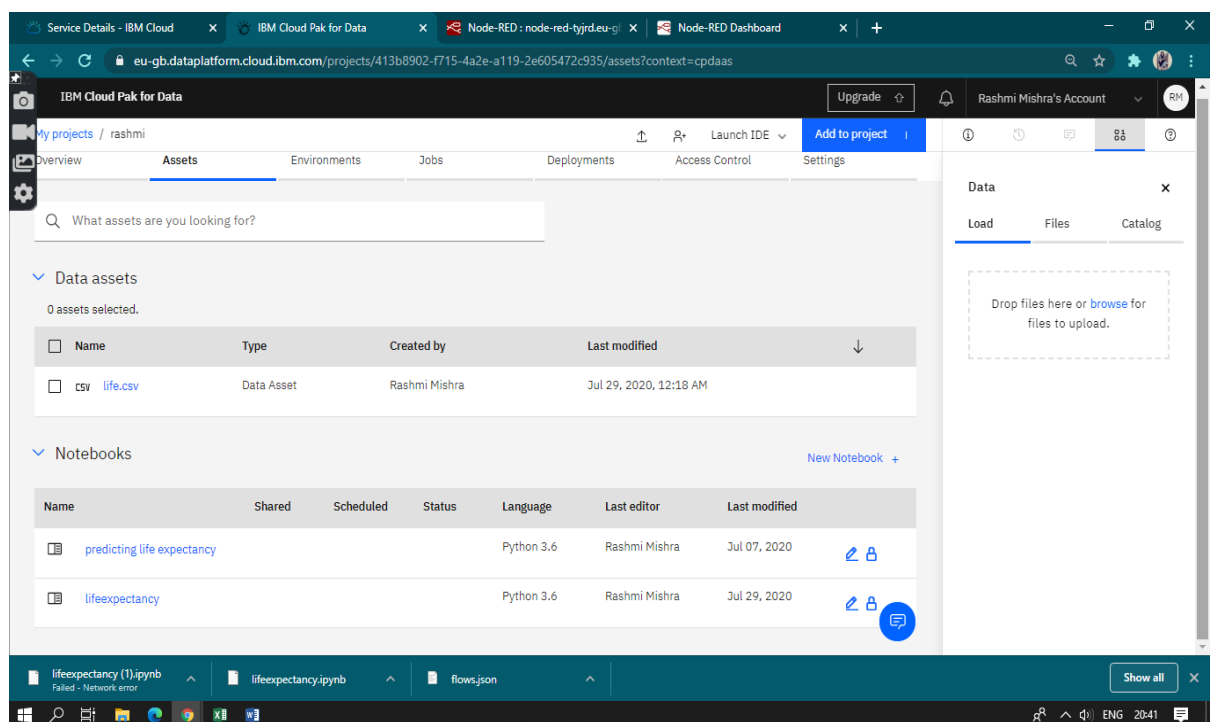 Service Details - IBM Cloud IBM Cloud Pak for Data Node-RED : node-red-tyjrd.eu-gl Node-RED Dashboard
eu-gb.dataplatform.cloud.ibm.com/projects/413b8902-f715-4a2e-a119-2e605472c935/assets?context=cpdaas
IBM Cloud Pak for Data Upgrade Rashmi Mishra's Account RM
My projects / rashmi Launch IDE Add to project
Overview Assets Environments Jobs Deployments Access Control Settings
Data
Load Files Catalog
What assets are you looking for?
Drop files here or browse for
files to upload.
Data assets
0 assets selected.
Name Type Created by Last modified
CSV life.csv Data Asset Rashmi Mishra Jul 29, 2020, 12:18 AM
Notebooks
New Notebook +
Name Shared Scheduled Status Language Last editor Last modified
predicting life expectancy Python 3.6 Rashmi Mishra Jul 07, 2020
lifeexpectancy Python 3.6 Rashmi Mishra Jul 29, 2020
lifeexpectancy (1).ipynb
Failed - Network error
lifeexpectancy.ipynb flows.json Show all
ENG 20:41